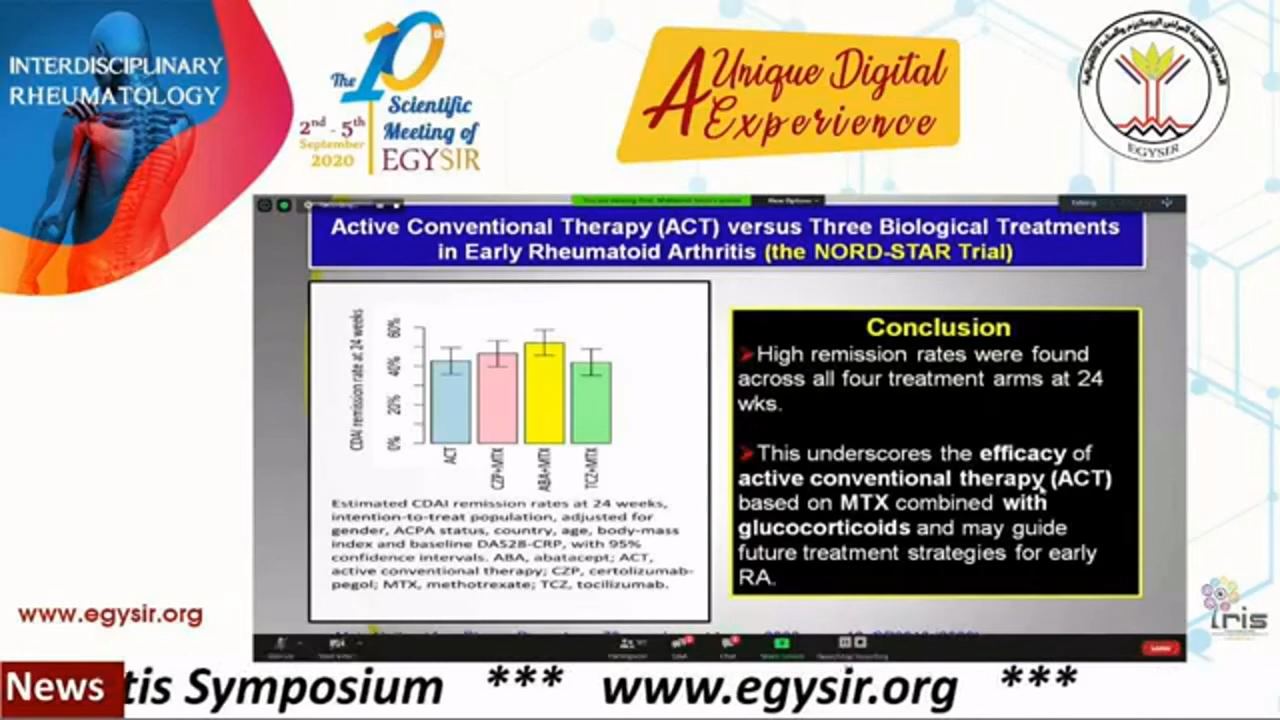 INTERDISCIPLINARY
RHEUMATOLOGY
The 10th
Scientific
Meeting of
EGYSIR
2nd - 5th
September
2020
A Unique Digital
Experience
EGYSIR
Active Conventional Therapy (ACT) versus Three Biological Treatments
in Early Rheumatoid Arthritis (the NORD-STAR Trial)
CDAI remission rate at 24 weeks
60%
40%
20%
0%
ACT
CZP+MTX
ABA+MTX
TCZ+MTX
Estimated CDAI remission rates at 24 weeks,
intention-to-treat population, adjusted for
gender, ACPA status, country, age, body-mass
index and baseline DAS28-CRP, with 95%
confidence intervals. ABA, abatacept; ACT,
active conventional therapy; CZP, certolizumab-
pegol; MTX, methotrexate; TCZ, tocilizumab.
Conclusion
High remission rates were found
across all four treatment arms at 24
wks.
This underscores the efficacy of
active conventional therapy (ACT)
based on MTX combined with
glucocorticoids and may guide
future treatment strategies for early
RA.
www.egysir.org
iris
News
tis Symposium *** www.egysir.org ***